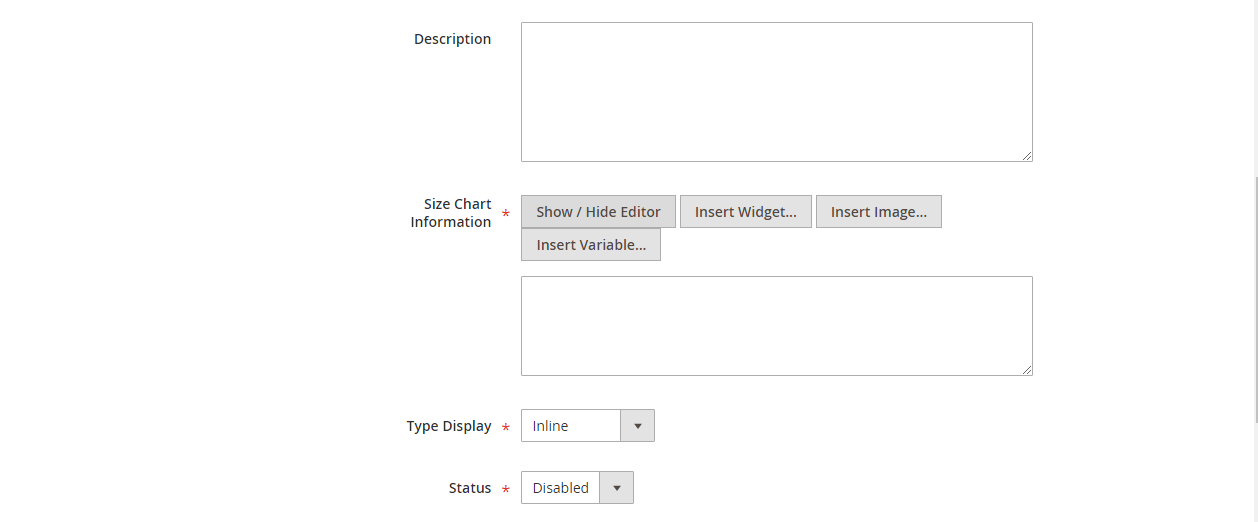 Description
Size Chart
Information *
Show / Hide Editor
Insert Widget...
Insert Image...
Insert Variable...
Type Display *
Inline
Status *
Disabled